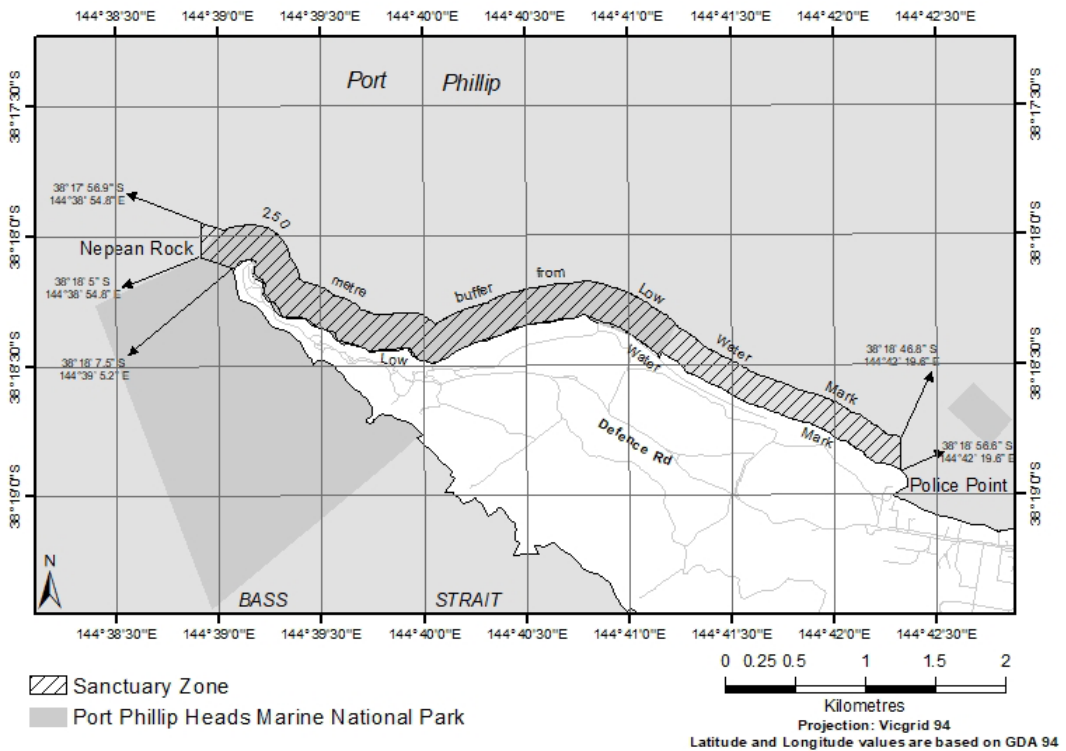 144°38'30"E 144°39'0"E 144°39'30"E 144°40'0"E 144°40'30"E 144°41'0"E 144°41'30"E 144°42'0"E 144°42'30"E
Port Phillip
38°17'30"S 38°17'30"S
38° 17' 56.9" S
144° 38' 54.8" E
250
38°18'0"S 38°18'0"S
Nepean Rock
metre buffer from Low Water Mark
38° 18' 5" S
144° 38' 54.8" E
38° 18' 7.5" S
144° 39' 5.2" E
Low Water Mark
38° 18' 46.8" S
144° 42' 19.6" E
38°18'30"S 38°18'30"S
Defence Rd
38° 18' 56.6" S
144° 42' 19.6" E
Police Point
38°19'0"S 38°19'0"S
N
BASS STRAIT
144°38'30"E 144°39'0"E 144°39'30"E 144°40'0"E 144°40'30"E 144°41'0"E 144°41'30"E 144°42'0"E 144°42'30"E
0 0.25 0.5 1 1.5 2
Kilometres
Sanctuary Zone
Port Phillip Heads Marine National Park
Projection: Vicgrid 94
Latitude and Longitude values are based on GDA 94